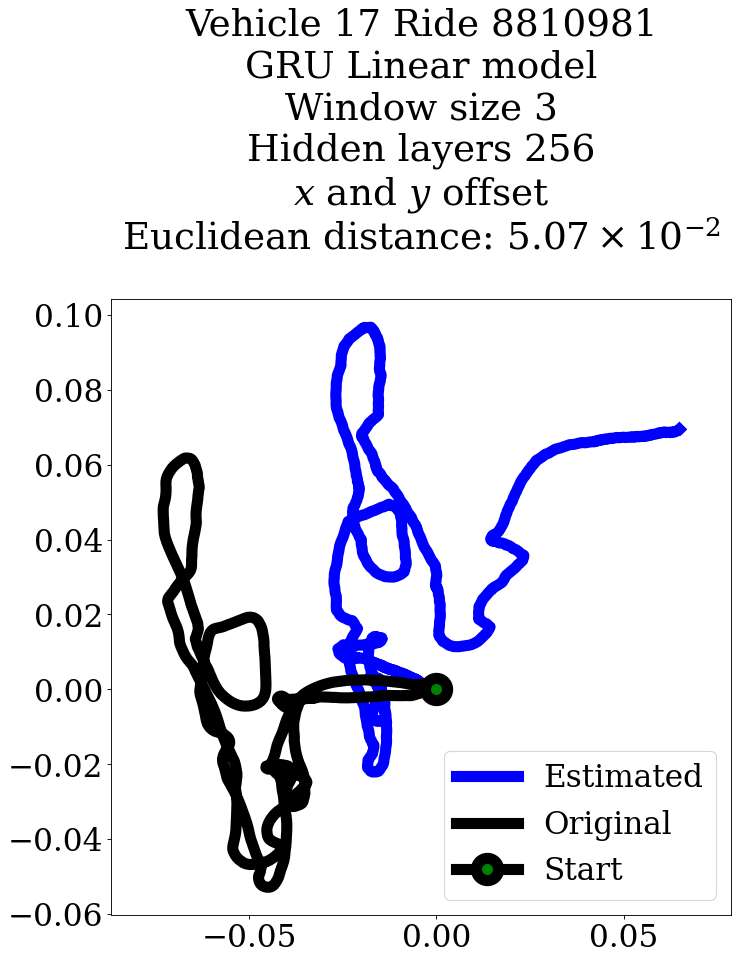 Vehicle 17 Ride 8810981
GRU Linear model
Window size 3
Hidden layers 256
x and y offset
Euclidean distance: 5.07 × 10⁻²
0.10
0.08
0.06
0.04
0.02
0.00
−0.02
−0.04
−0.06
−0.05
0.00
0.05
Estimated
Original
Start